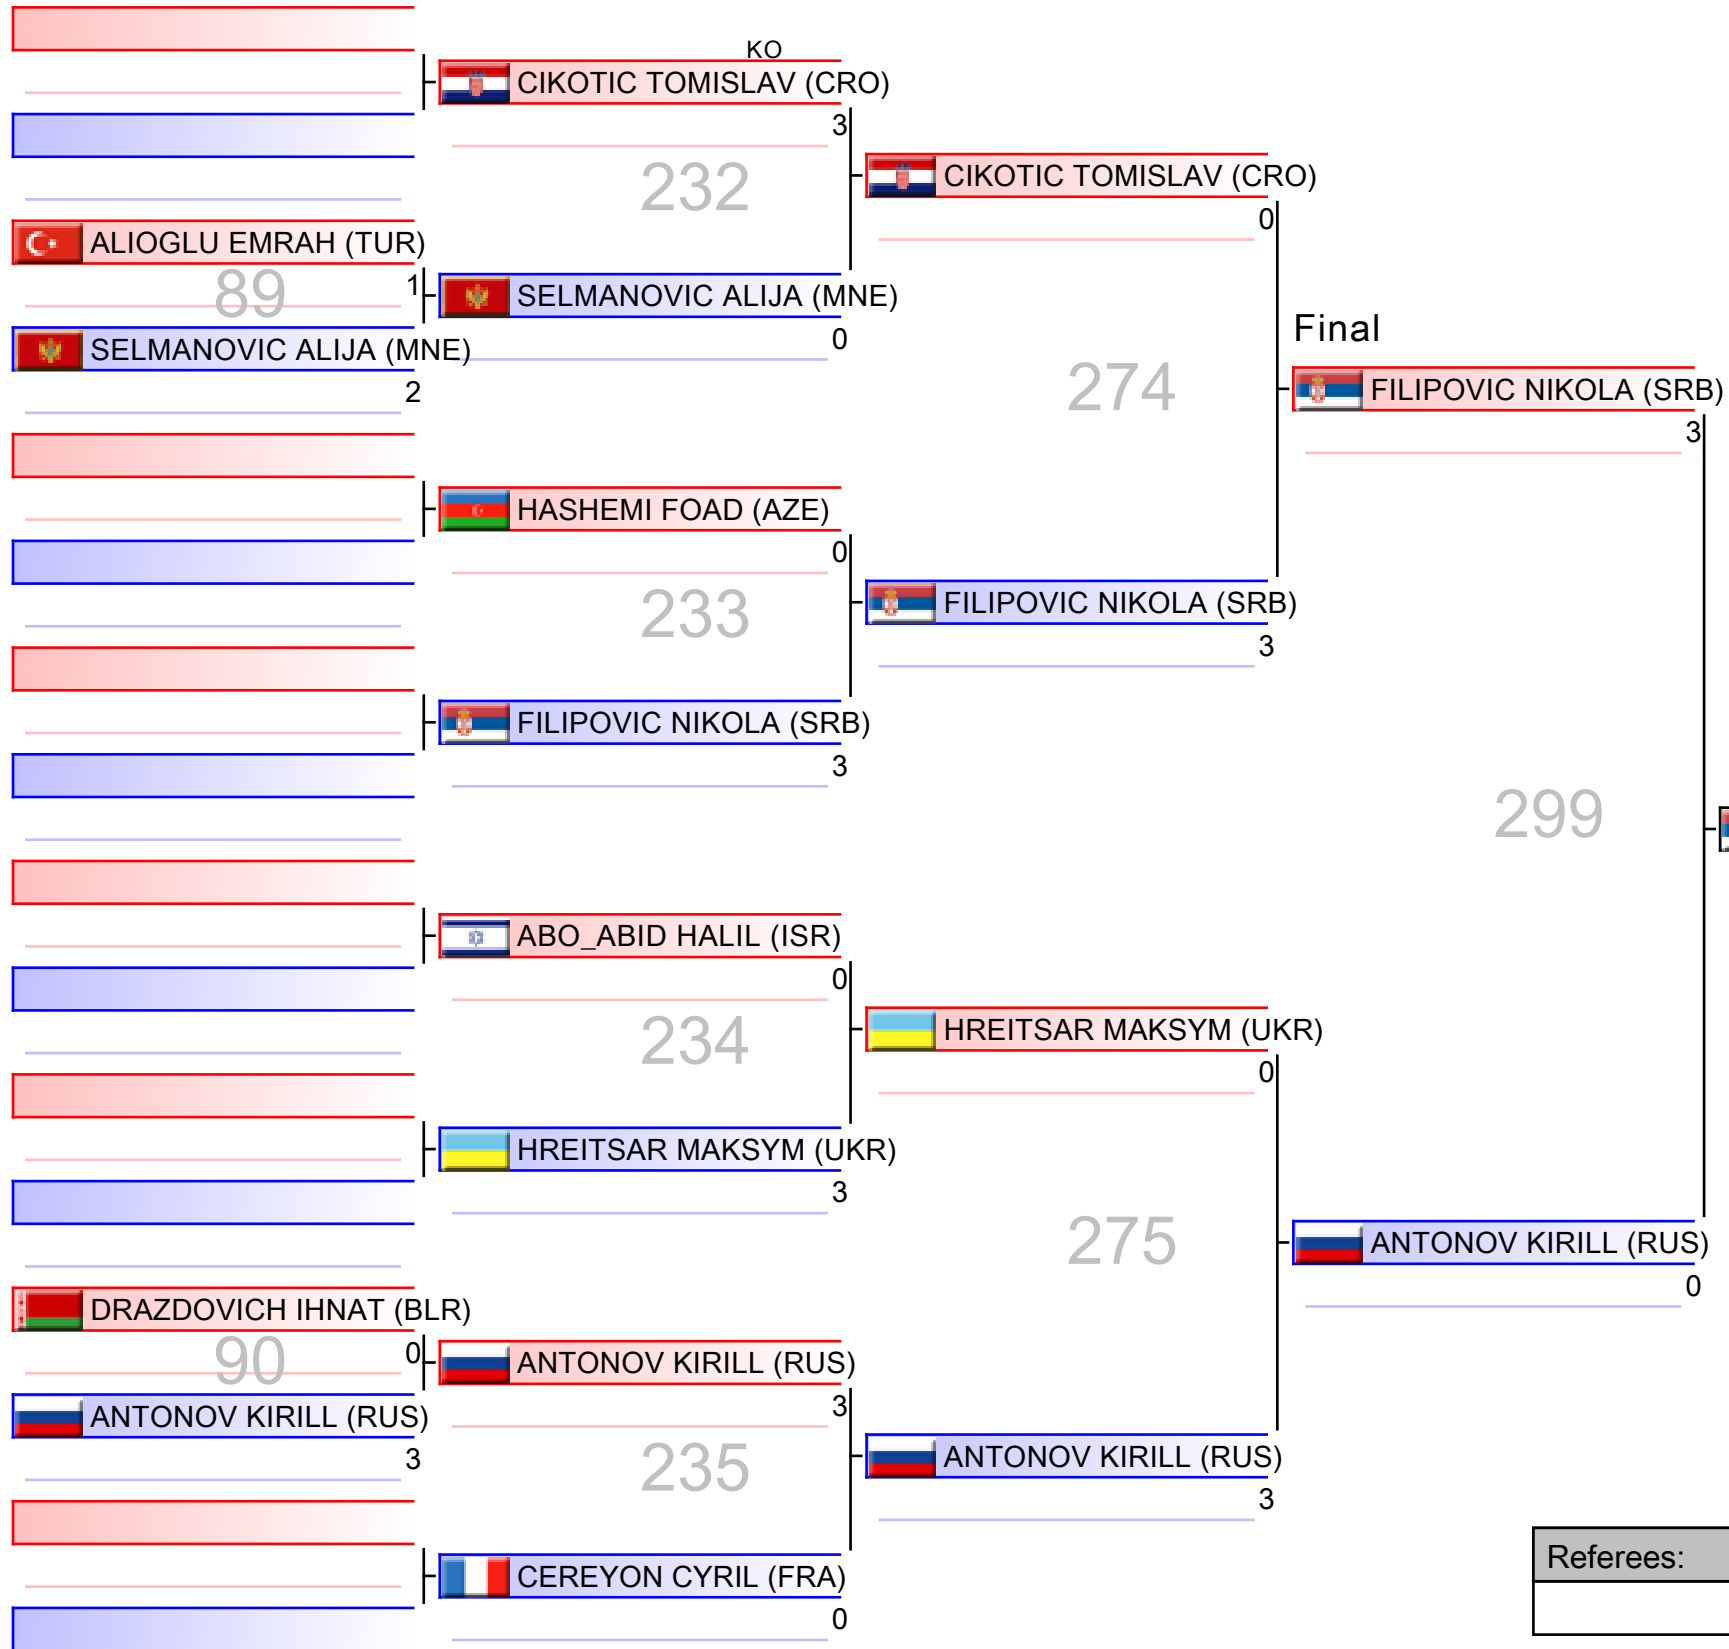 KO
CIKOTIC TOMISLAV (CRO)
3
232
CIKOTIC TOMISLAV (CRO)
0
ALIOGLU EMRAH (TUR)
1
89
SELMANOVIC ALIJA (MNE)
0
SELMANOVIC ALIJA (MNE)
2
274
Final
FILIPOVIC NIKOLA (SRB)
3
HASHEMI FOAD (AZE)
0
233
FILIPOVIC NIKOLA (SRB)
3
FILIPOVIC NIKOLA (SRB)
3
299
ABO_ABID HALIL (ISR)
0
234
HREITSAR MAKSYM (UKR)
0
HREITSAR MAKSYM (UKR)
3
275
ANTONOV KIRILL (RUS)
0
DRAZDOVICH IHNAT (BLR)
0
90
ANTONOV KIRILL (RUS)
3
ANTONOV KIRILL (RUS)
3
235
ANTONOV KIRILL (RUS)
3
CEREYON CYRIL (FRA)
0
Referees: